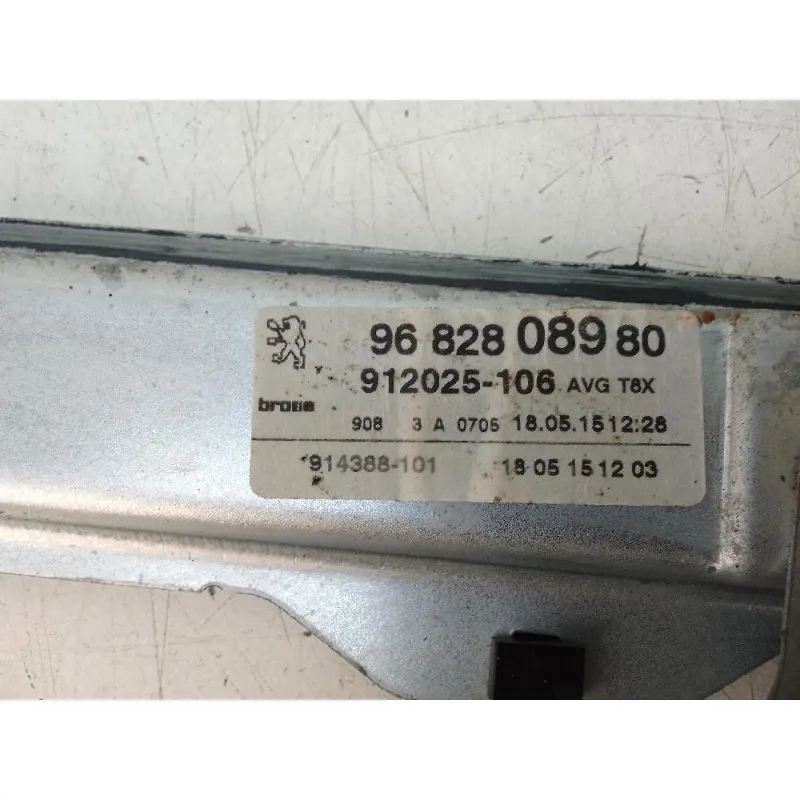 96 828 089 80
912025-106 AVG T8X
brose
908 3 A 0705 18.05.15 12:28
*914388-101 18 05 15 12 03